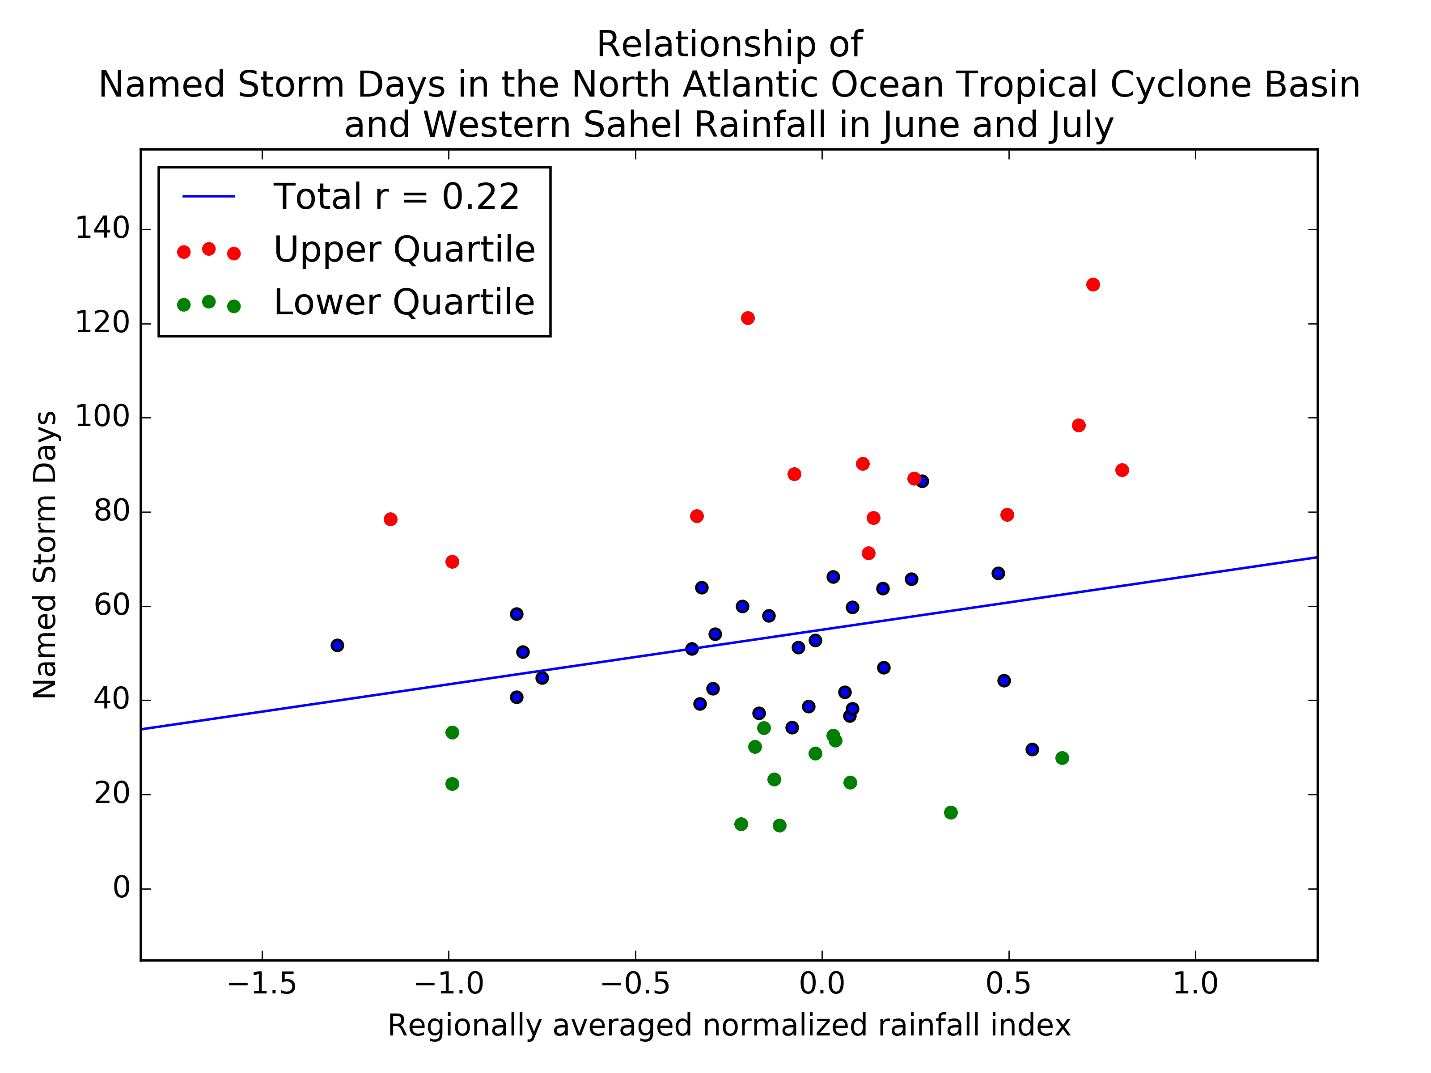 Relationship of
Named Storm Days in the North Atlantic Ocean Tropical Cyclone Basin
and Western Sahel Rainfall in June and July
Total r = 0.22
Upper Quartile
Lower Quartile
140
120
100
80
60
40
20
0
Named Storm Days
−1.5 −1.0 −0.5 0.0 0.5 1.0
Regionally averaged normalized rainfall index